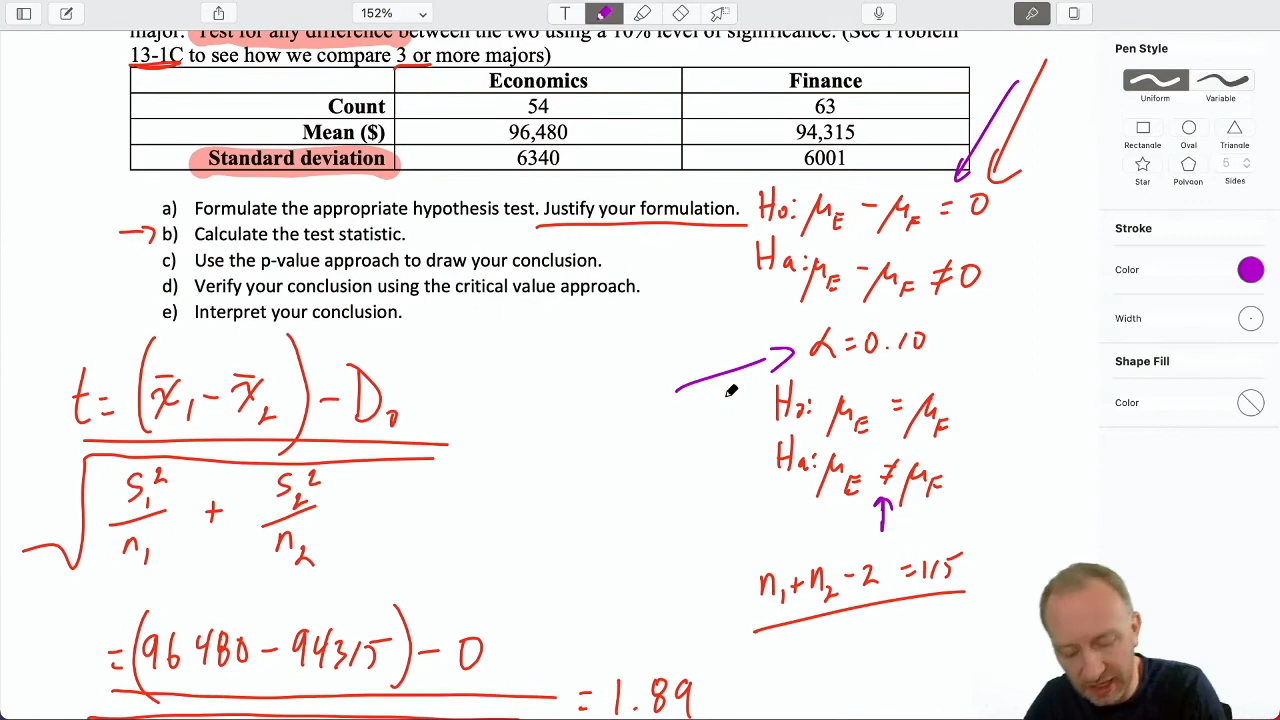 152%
T
major. Test for any difference between the two using a 10% level of significance. (See Problem
13-1C to see how we compare 3 or more majors)
Economics Finance
Count 54 63
Mean ($) 96,480 94,315
Standard deviation 6340 6001
a) Formulate the appropriate hypothesis test. Justify your formulation.
b) Calculate the test statistic.
c) Use the p-value approach to draw your conclusion.
d) Verify your conclusion using the critical value approach.
e) Interpret your conclusion.
H₀: μE − μF = 0
Ha: μE − μF ≠ 0
α = 0.10
H₀: μE = μF
Ha: μE ≠ μF
n₁ + n₂ − 2 = 115
t = (x̄₁ − x̄₂) − D₀
√ s₁²/n₁ + s₂²/n₂
= (96 480 − 94315) − 0
= 1.89
Pen Style
Uniform Variable
Rectangle Oval Triangle
5
Star Polygon Sides
Stroke
Color
Width
Shape Fill
Color